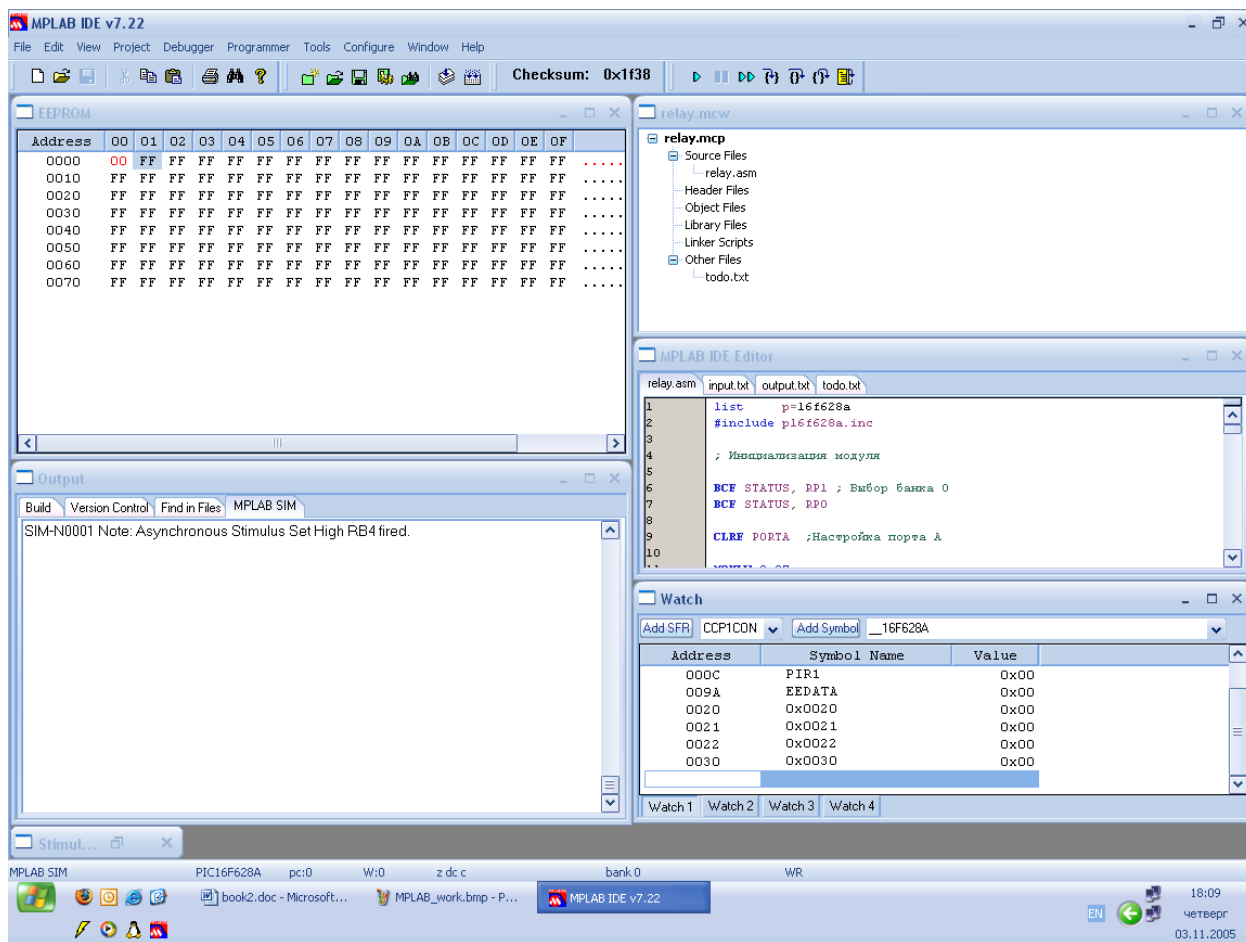 MPLAB IDE v7.22
File Edit View Project Debugger Programmer Tools Configure Window Help
Checksum: 0x1f38
EEPROM
Address 00 01 02 03 04 05 06 07 08 09 0A 0B 0C 0D 0E 0F
0000 00 FF FF FF FF FF FF FF FF FF FF FF FF FF FF FF .....
0010 FF FF FF FF FF FF FF FF FF FF FF FF FF FF FF FF .....
0020 FF FF FF FF FF FF FF FF FF FF FF FF FF FF FF FF .....
0030 FF FF FF FF FF FF FF FF FF FF FF FF FF FF FF FF .....
0040 FF FF FF FF FF FF FF FF FF FF FF FF FF FF FF FF .....
0050 FF FF FF FF FF FF FF FF FF FF FF FF FF FF FF FF .....
0060 FF FF FF FF FF FF FF FF FF FF FF FF FF FF FF FF .....
0070 FF FF FF FF FF FF FF FF FF FF FF FF FF FF FF FF .....
relay.mcw
relay.mcp
Source Files
relay.asm
Header Files
Object Files
Library Files
Linker Scripts
Other Files
todo.txt
MPLAB IDE Editor
relay.asm input.txt output.txt todo.txt
1 list p=16f628a
2 #include p16f628a.inc
3
4 ; Инициализация модуля
5
6 BCF STATUS, RP1 ; Выбор банка 0
7 BCF STATUS, RP0
8
9 CLRF PORTA ;Настройка порта A
10
Output
Build Version Control Find in Files MPLAB SIM
SIM-N0001 Note: Asynchronous Stimulus Set High RB4 fired.
Watch
Add SFR CCP1CON Add Symbol __16F628A
Address Symbol Name Value
000C PIR1 0x00
009A EEDATA 0x00
0020 0x0020 0x00
0021 0x0021 0x00
0022 0x0022 0x00
0030 0x0030 0x00
Watch 1 Watch 2 Watch 3 Watch 4
Stimul...
MPLAB SIM PIC16F628A pc:0 W:0 z dc c bank 0 WR
book2.doc - Microsoft... MPLAB_work.bmp - P... MPLAB IDE v7.22
EN
18:09
четверг
03.11.2005